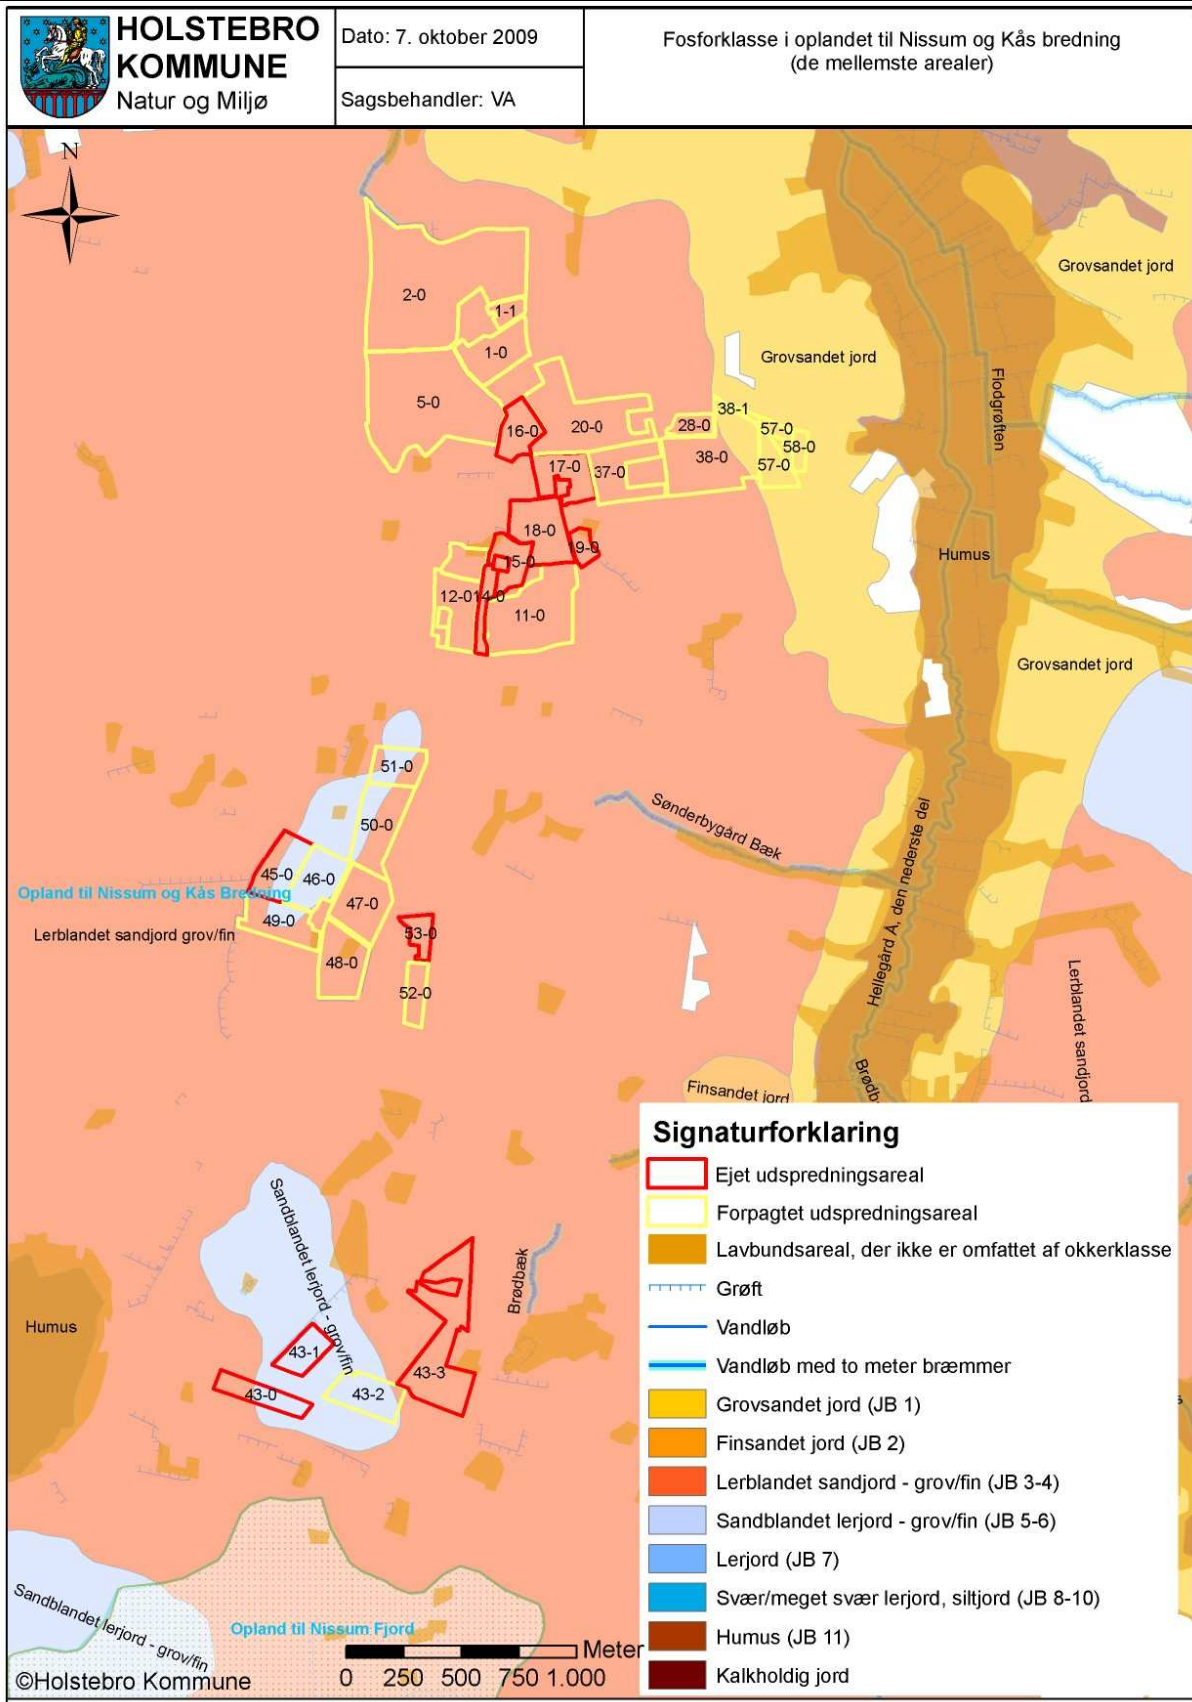 HOLSTEBRO
KOMMUNE
Natur og Miljø
Dato: 7. oktober 2009
Sagsbehandler: VA
Fosforklasse i oplandet til Nissum og Kås bredning
(de mellemste arealer)
N
Grovsandet jord
2-0
1-1
1-0
Grovsandet jord
Flodgrøften
5-0
38-1
16-0
20-0
28-0
57-0
58-0
17-0
37-0
38-0
57-0
18-0
19-0
15-0
Humus
12-0
14-0
11-0
Grovsandet jord
51-0
50-0
Sønderbygård Bæk
Hellegård Å, den nederste del
45-0
46-0
Opland til Nissum og Kås Bredning
47-0
49-0
53-0
Lerblandet sandjord grov/fin
48-0
52-0
Lerblandet sandjord
Finsandet jord
Sandblandet lerjord - grov/fin
Brødbæk
Humus
43-1
43-3
43-0
43-2
Sandblandet lerjord - grov/fin
Opland til Nissum Fjord
Meter
0 250 500 750 1.000
©Holstebro Kommune
Signaturforklaring
Ejet udspredningsareal
Forpagtet udspredningsareal
Lavbundsareal, der ikke er omfattet af okkerklasse
Grøft
Vandløb
Vandløb med to meter bræmmer
Grovsandet jord (JB 1)
Finsandet jord (JB 2)
Lerblandet sandjord - grov/fin (JB 3-4)
Sandblandet lerjord - grov/fin (JB 5-6)
Lerjord (JB 7)
Svær/meget svær lerjord, siltjord (JB 8-10)
Humus (JB 11)
Kalkholdig jord